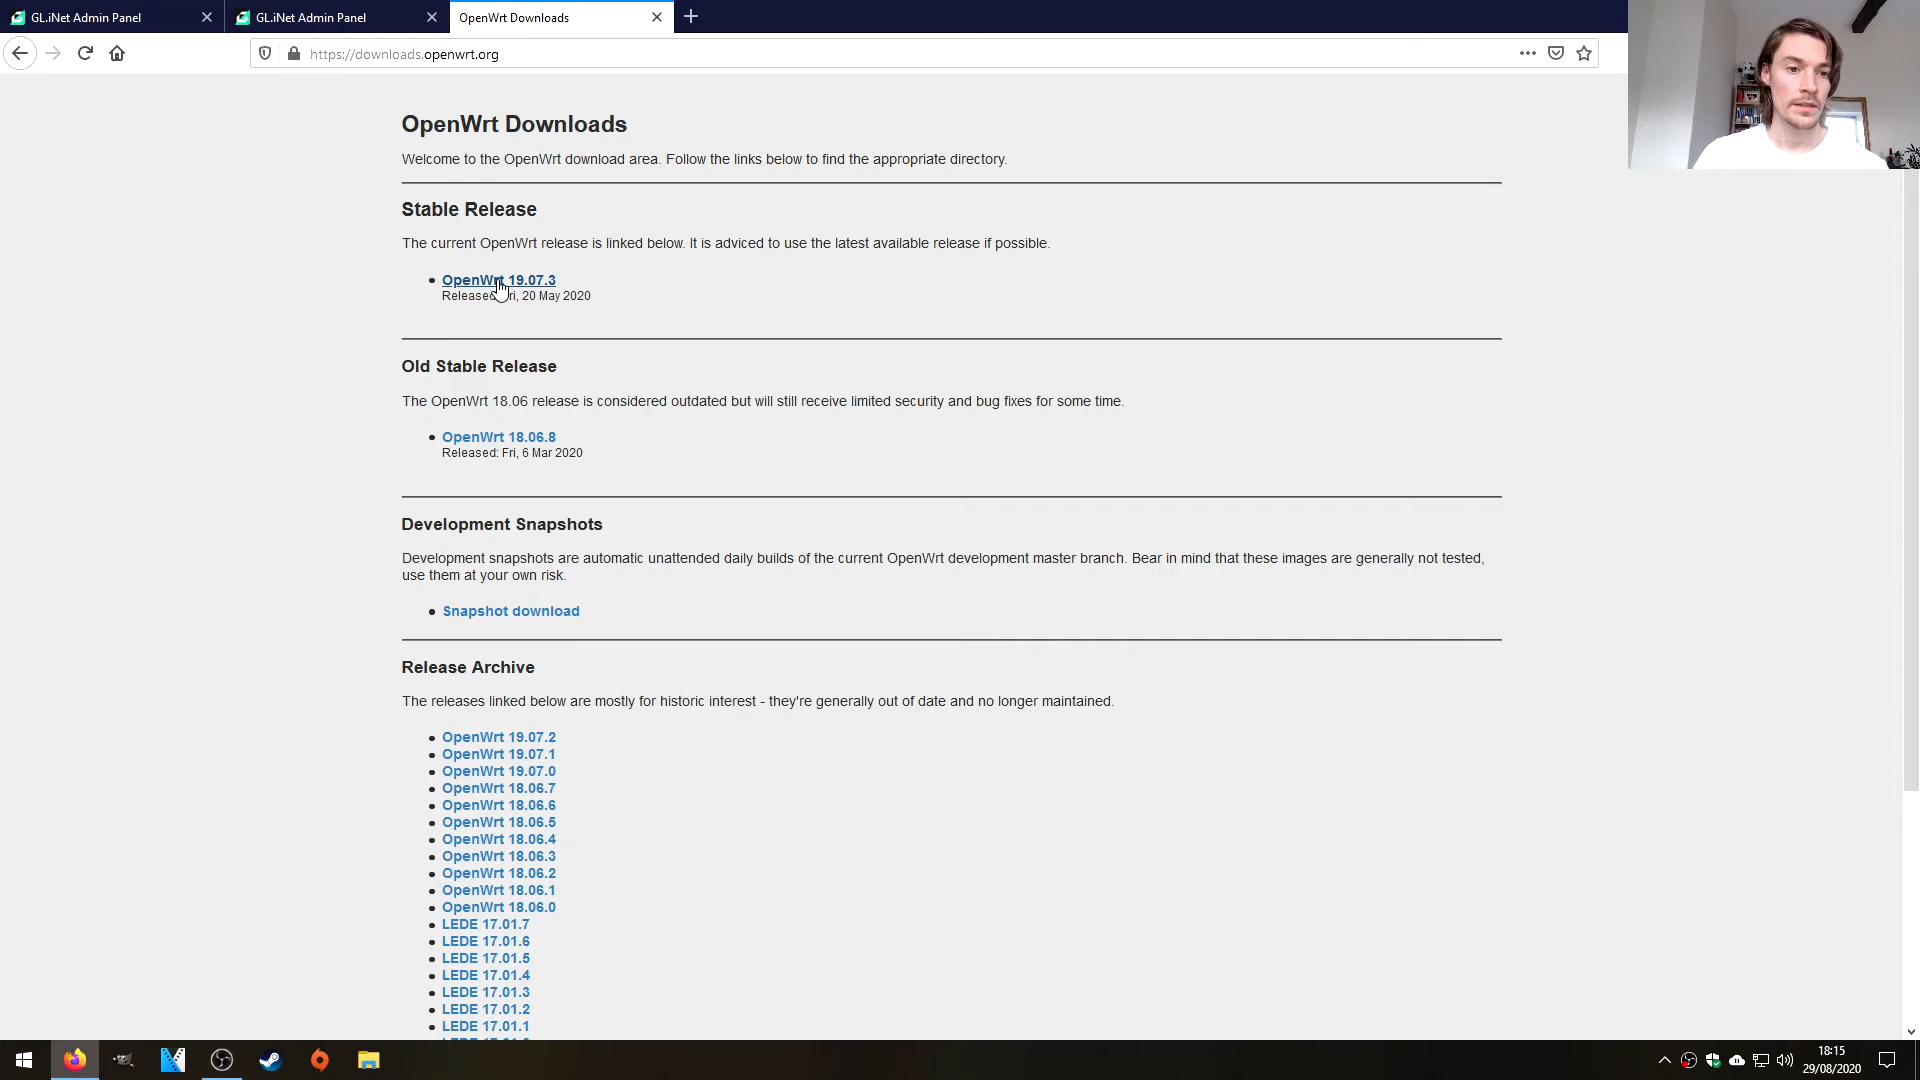 GL.iNet Admin Panel
GL.iNet Admin Panel
OpenWrt Downloads
https://downloads.openwrt.org
OpenWrt Downloads
Welcome to the OpenWrt download area. Follow the links below to find the appropriate directory.
Stable Release
The current OpenWrt release is linked below. It is adviced to use the latest available release if possible.
OpenWrt 19.07.3
Released: Fri, 20 May 2020
Old Stable Release
The OpenWrt 18.06 release is considered outdated but will still receive limited security and bug fixes for some time.
OpenWrt 18.06.8
Released: Fri, 6 Mar 2020
Development Snapshots
Development snapshots are automatic unattended daily builds of the current OpenWrt development master branch. Bear in mind that these images are generally not tested,
use them at your own risk.
Snapshot download
Release Archive
The releases linked below are mostly for historic interest - they're generally out of date and no longer maintained.
OpenWrt 19.07.2
OpenWrt 19.07.1
OpenWrt 19.07.0
OpenWrt 18.06.7
OpenWrt 18.06.6
OpenWrt 18.06.5
OpenWrt 18.06.4
OpenWrt 18.06.3
OpenWrt 18.06.2
OpenWrt 18.06.1
OpenWrt 18.06.0
LEDE 17.01.7
LEDE 17.01.6
LEDE 17.01.5
LEDE 17.01.4
LEDE 17.01.3
LEDE 17.01.2
LEDE 17.01.1
18:15
29/08/2020